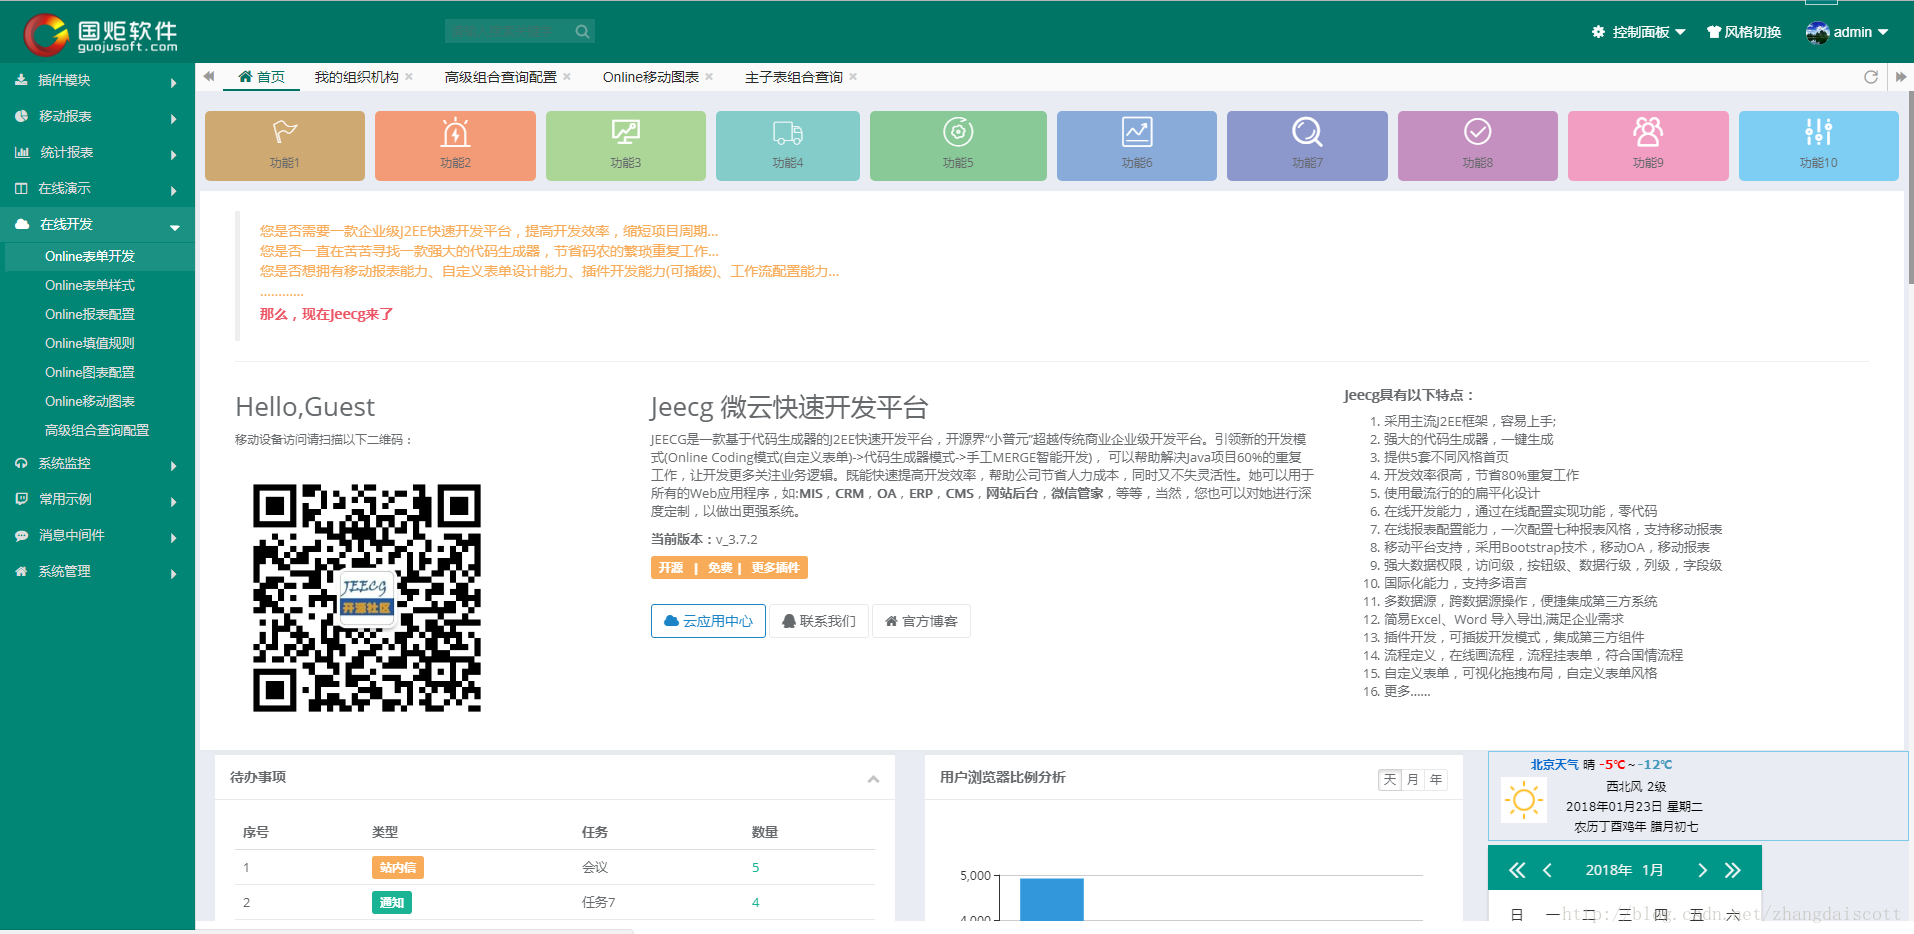 国炬软件
guojusoft.com
控制面板
风格切换
admin
插件模块
移动报表
统计报表
在线演示
在线开发
Online表单开发
Online表单样式
Online报表配置
Online填值规则
Online图表配置
Online移动图表
高级组合查询配置
系统监控
常用示例
消息中间件
系统管理
首页
我的组织机构
高级组合查询配置
Online移动图表
主子表组合查询
功能1
功能2
功能3
功能4
功能5
功能6
功能7
功能8
功能9
功能10
您是否需要一款企业级J2EE快速开发平台，提高开发效率，缩短项目周期...
您是否一直在苦苦寻找一款强大的代码生成器，节省码农的繁琐重复工作...
您是否想拥有移动报表能力、自定义表单设计能力、插件开发能力(可插拔)、工作流配置能力...
............
那么，现在Jeecg来了
Hello,Guest
移动设备访问请扫描以下二维码：
JEECG
开源社区
Jeecg 微云快速开发平台
JEECG是一款基于代码生成器的J2EE快速开发平台，开源界“小普元”超越传统商业企业级开发平台。引领新的开发模
式(Online Coding模式(自定义表单)->代码生成器模式->手工MERGE智能开发)， 可以帮助解决Java项目60%的重复
工作，让开发更多关注业务逻辑。既能快速提高开发效率，帮助公司节省人力成本，同时又不失灵活性。她可以用于
所有的Web应用程序，如:MIS，CRM，OA，ERP，CMS，网站后台，微信管家，等等，当然，您也可以对她进行深
度定制，以做出更强系统。
当前版本：v_3.7.2
开源 | 免费 | 更多插件
云应用中心
联系我们
官方博客
Jeecg具有以下特点：
1. 采用主流J2EE框架，容易上手;
2. 强大的代码生成器，一键生成
3. 提供5套不同风格首页
4. 开发效率很高，节省80%重复工作
5. 使用最流行的的扁平化设计
6. 在线开发能力，通过在线配置实现功能，零代码
7. 在线报表配置能力，一次配置七种报表风格，支持移动报表
8. 移动平台支持，采用Bootstrap技术，移动OA，移动报表
9. 强大数据权限，访问级，按钮级、数据行级，列级，字段级
10. 国际化能力，支持多语言
11. 多数据源，跨数据源操作，便捷集成第三方系统
12. 简易Excel、Word 导入导出,满足企业需求
13. 插件开发，可插拔开发模式，集成第三方组件
14. 流程定义，在线画流程，流程挂表单，符合国情流程
15. 自定义表单，可视化拖拽布局，自定义表单风格
16. 更多......
待办事项
序号 类型 任务 数量
1 站内信 会议 5
2 通知 任务7 4
用户浏览器比例分析
天 月 年
5,000
4,000
北京天气 晴 -5℃~-12℃
西北风 2级
2018年01月23日 星期二
农历丁酉鸡年 腊月初七
2018年 1月
日 一 二 三 四 五 六
http://blog.csdn.net/zhangdaiscott